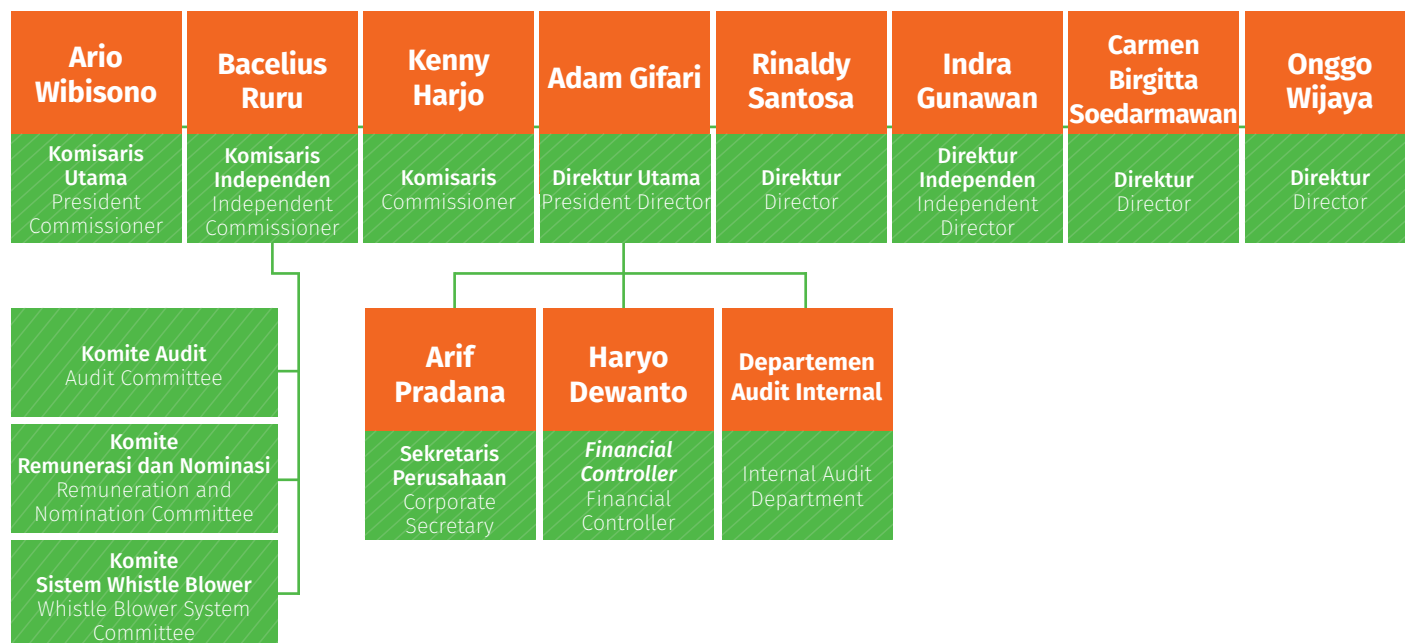 Ario
Wibisono
Komisaris
Utama
President
Commissioner
Bacelius
Ruru
Komisaris
Independen
Independent
Commissioner
Kenny
Harjo
Komisaris
Commissioner
Adam Gifari
Direktur Utama
President Director
Rinaldy
Santosa
Direktur
Director
Indra
Gunawan
Direktur
Independen
Independent
Director
Carmen
Birgitta
Soedarmawan
Direktur
Director
Onggo
Wijaya
Direktur
Director
Komite Audit
Audit Committee
Komite
Remunerasi dan Nominasi
Remuneration and
Nomination Committee
Komite
Sistem Whistle Blower
Whistle Blower System
Committee
Arif
Pradana
Sekretaris
Perusahaan
Corporate
Secretary
Haryo
Dewanto
Financial
Controller
Financial
Controller
Departemen
Audit Internal
Internal Audit
Department